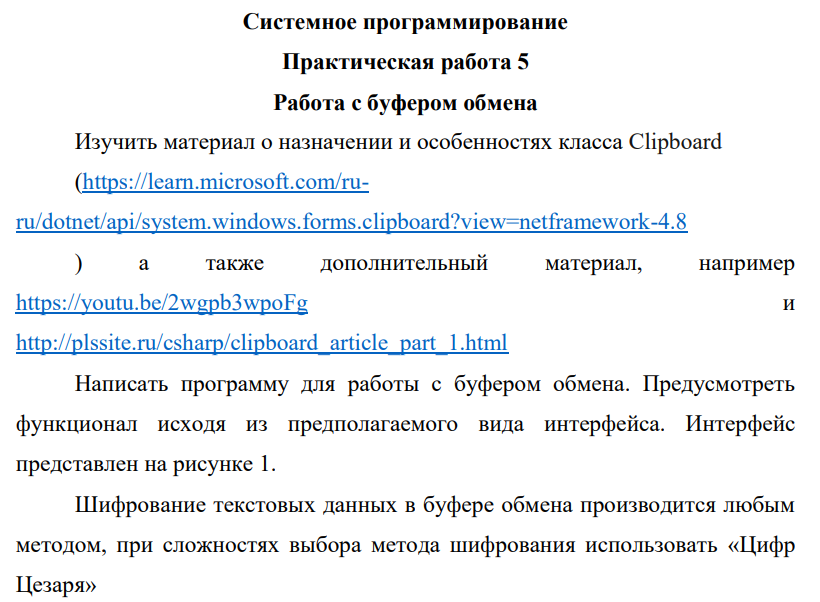 Системное программирование
Практическая работа 5
Работа с буфером обмена
Изучить материал о назначении и особенностях класса Clipboard
(https://learn.microsoft.com/ru-
ru/dotnet/api/system.windows.forms.clipboard?view=netframework-4.8
) а также дополнительный материал, например
https://youtu.be/2wgpb3wpoFg и
http://plssite.ru/csharp/clipboard_article_part_1.html
Написать программу для работы с буфером обмена. Предусмотреть
функционал исходя из предполагаемого вида интерфейса. Интерфейс
представлен на рисунке 1.
Шифрование текстовых данных в буфере обмена производится любым
методом, при сложностях выбора метода шифрования использовать «Цифр
Цезаря»